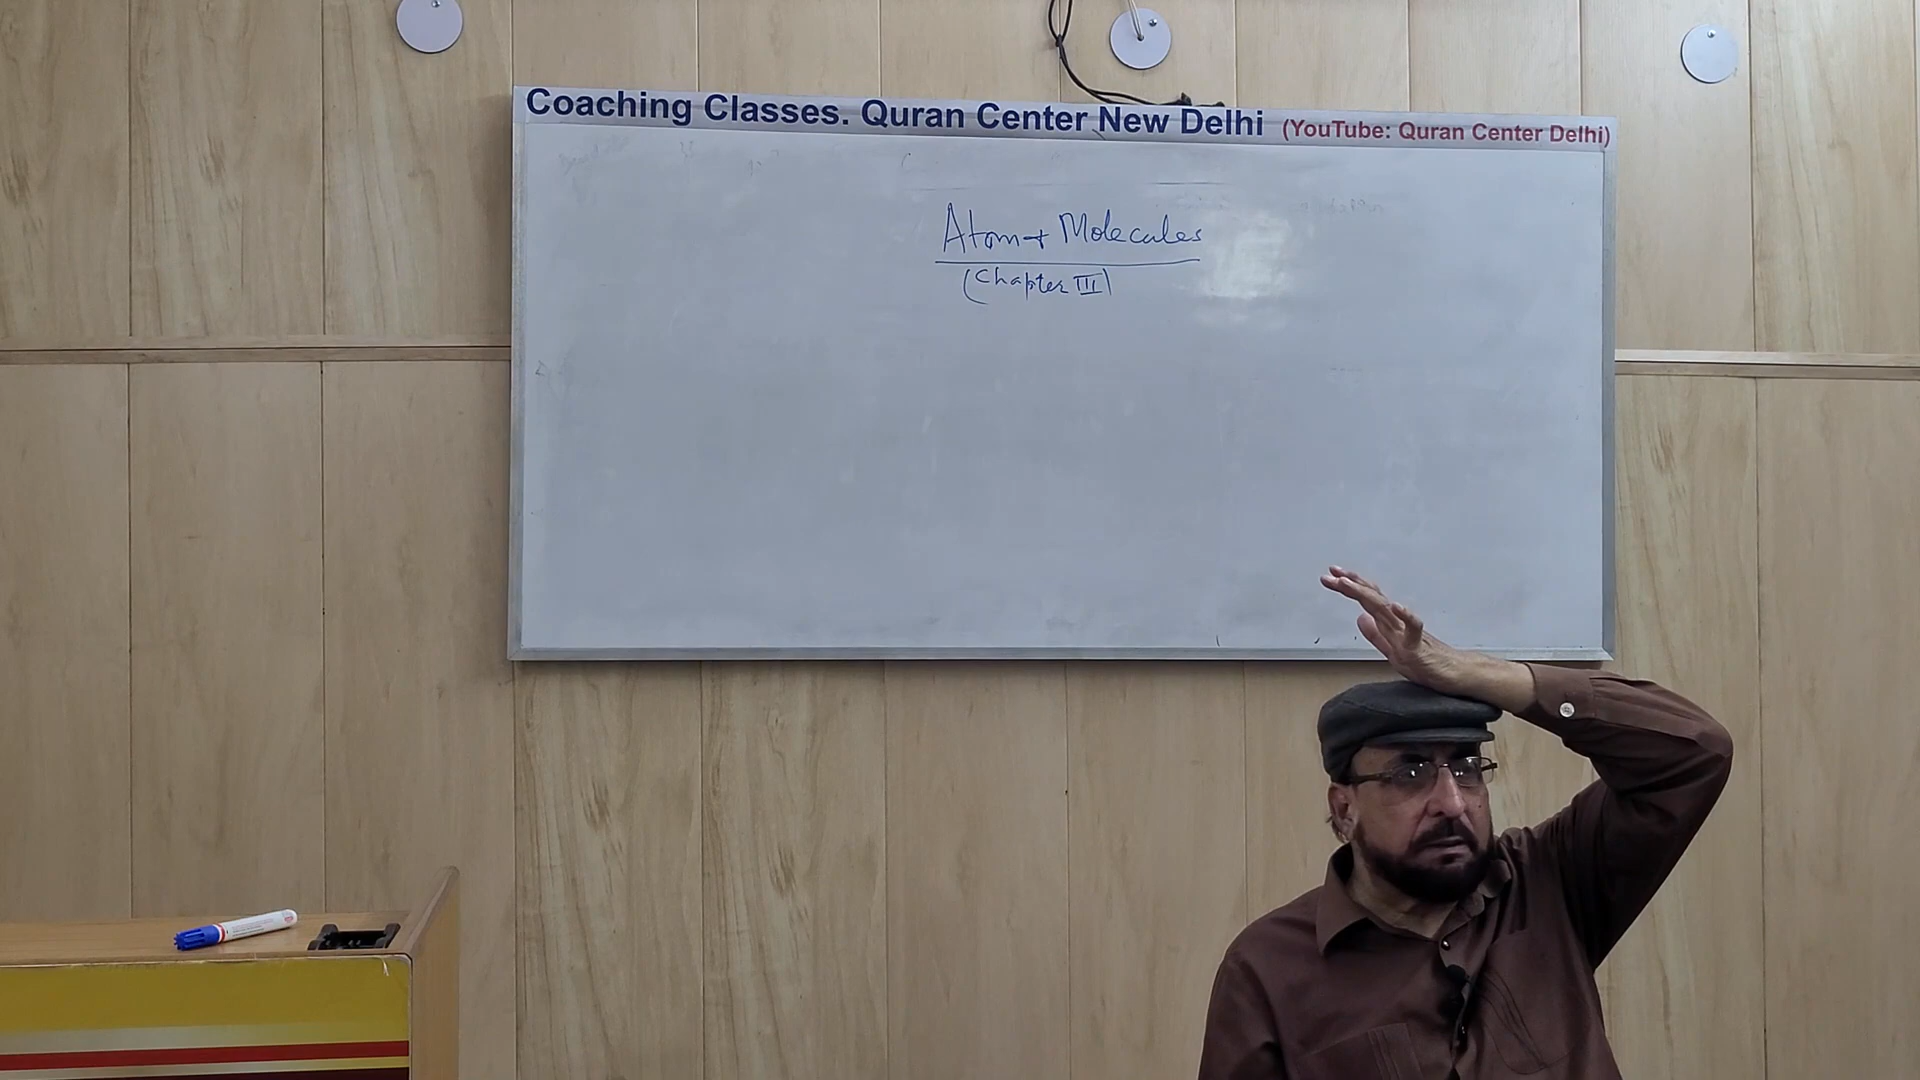 Coaching Classes. Quran Center New Delhi (YouTube: Quran Center Delhi)
Atom + Molecules
(Chapter III)